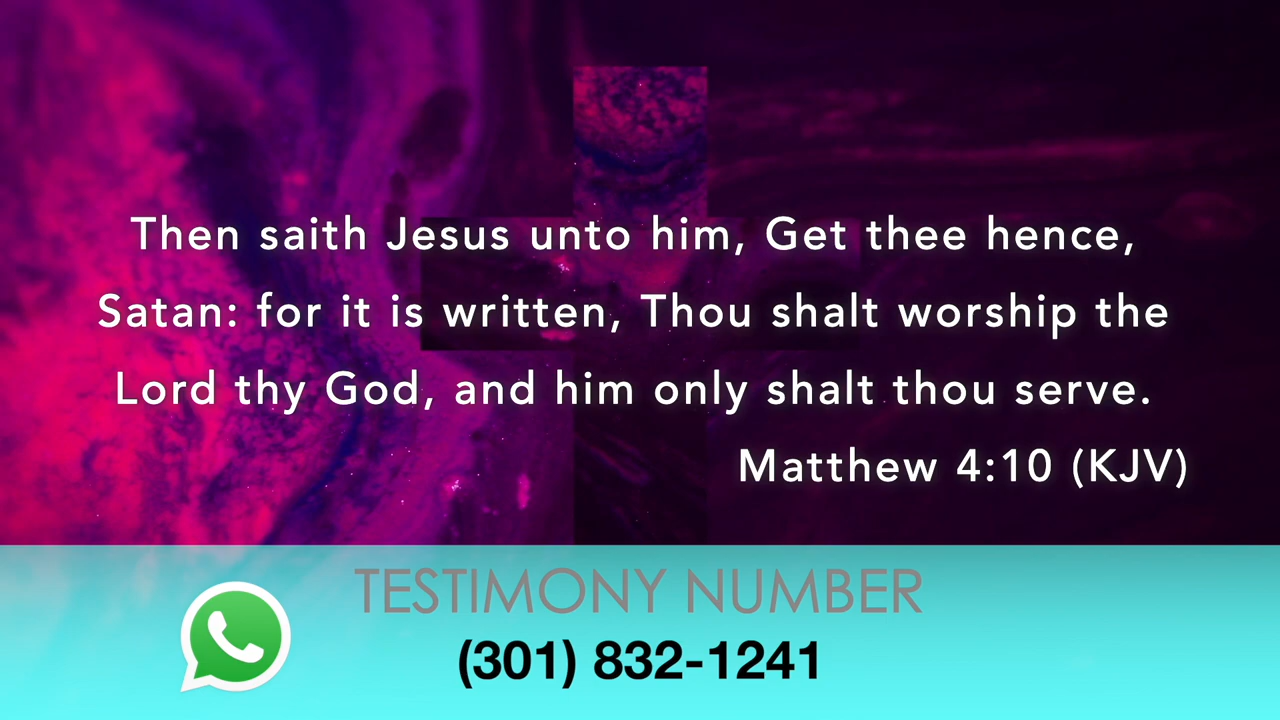 Then saith Jesus unto him, Get thee hence,
Satan: for it is written, Thou shalt worship the
Lord thy God, and him only shalt thou serve.
Matthew 4:10 (KJV)
TESTIMONY NUMBER
(301) 832-1241